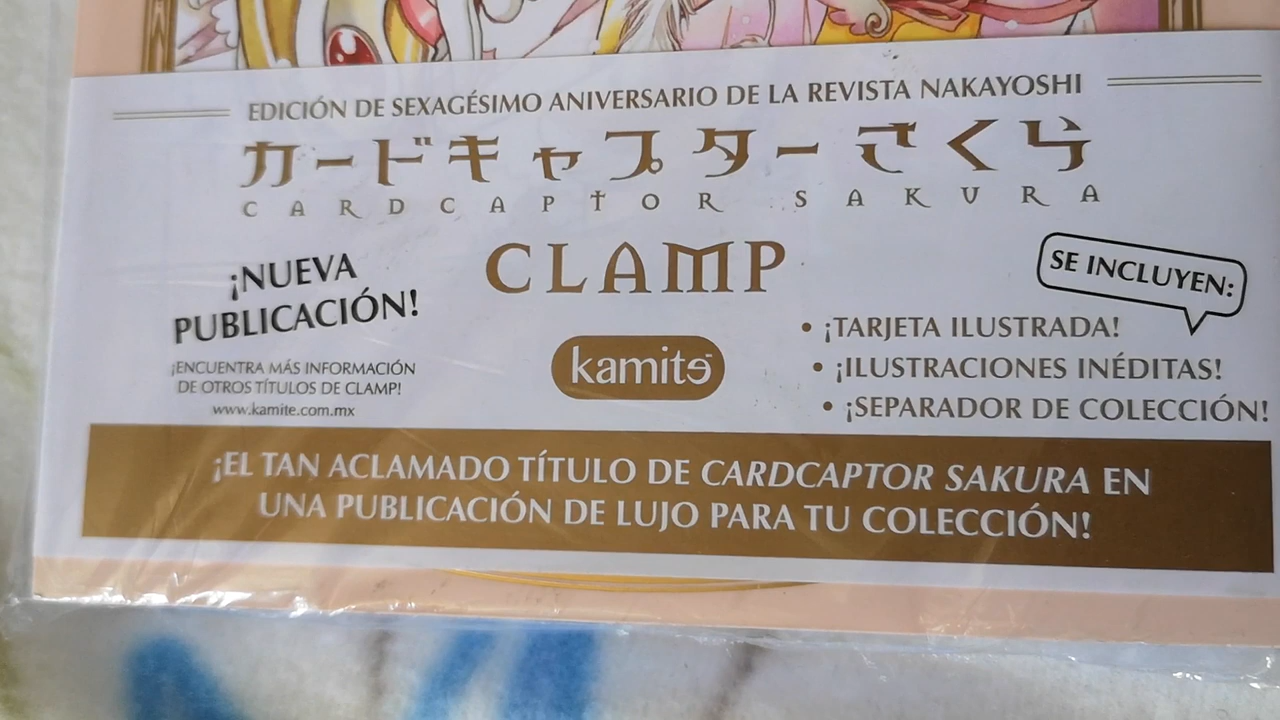 EDICIÓN DE SEXAGÉSIMO ANIVERSARIO DE LA REVISTA NAKAYOSHI
カードキャプターさくら
CARDCAPTOR SAKURA
CLAMP
¡NUEVA
PUBLICACIÓN!
¡ENCUENTRA MÁS INFORMACIÓN
DE OTROS TÍTULOS DE CLAMP!
www.kamite.com.mx
kamite
SE INCLUYEN:
• ¡TARJETA ILUSTRADA!
• ¡ILUSTRACIONES INÉDITAS!
• ¡SEPARADOR DE COLECCIÓN!
¡EL TAN ACLAMADO TÍTULO DE CARDCAPTOR SAKURA EN
UNA PUBLICACIÓN DE LUJO PARA TU COLECCIÓN!